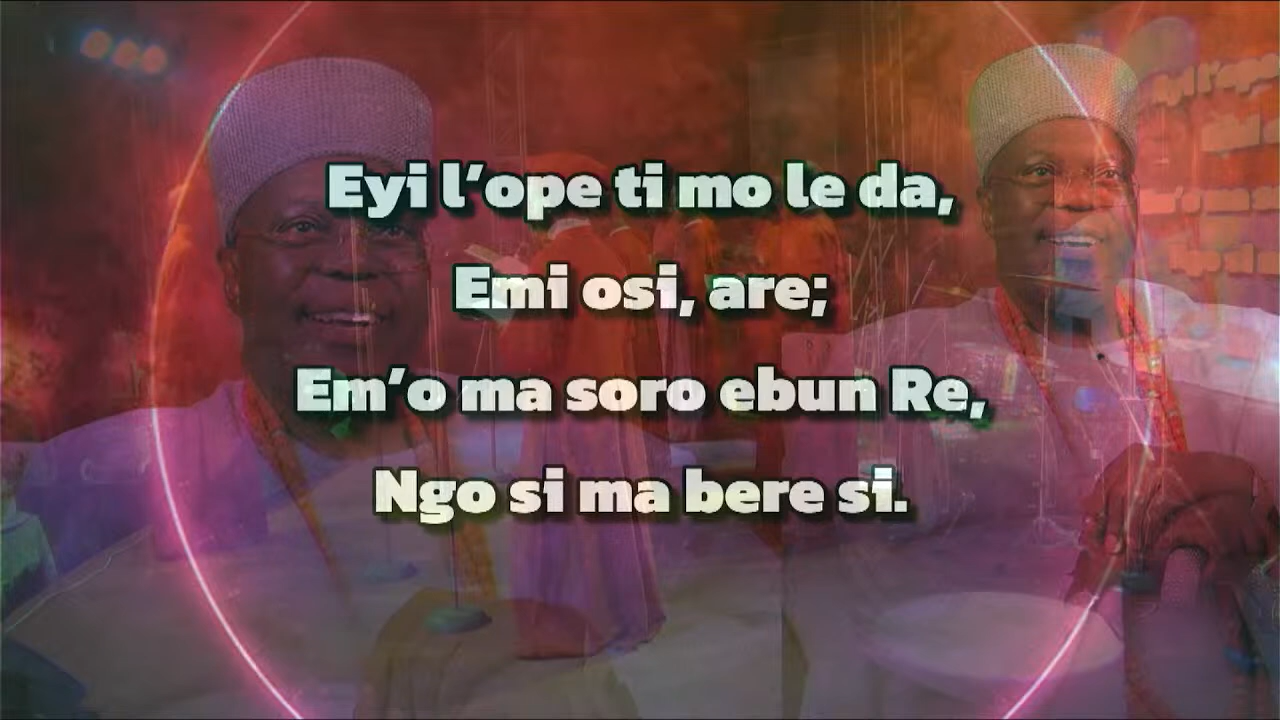 Eyi l’ope ti mo le da,
Emi osi, are;
Em’o ma soro ebun Re,
Ngo si ma bere si.